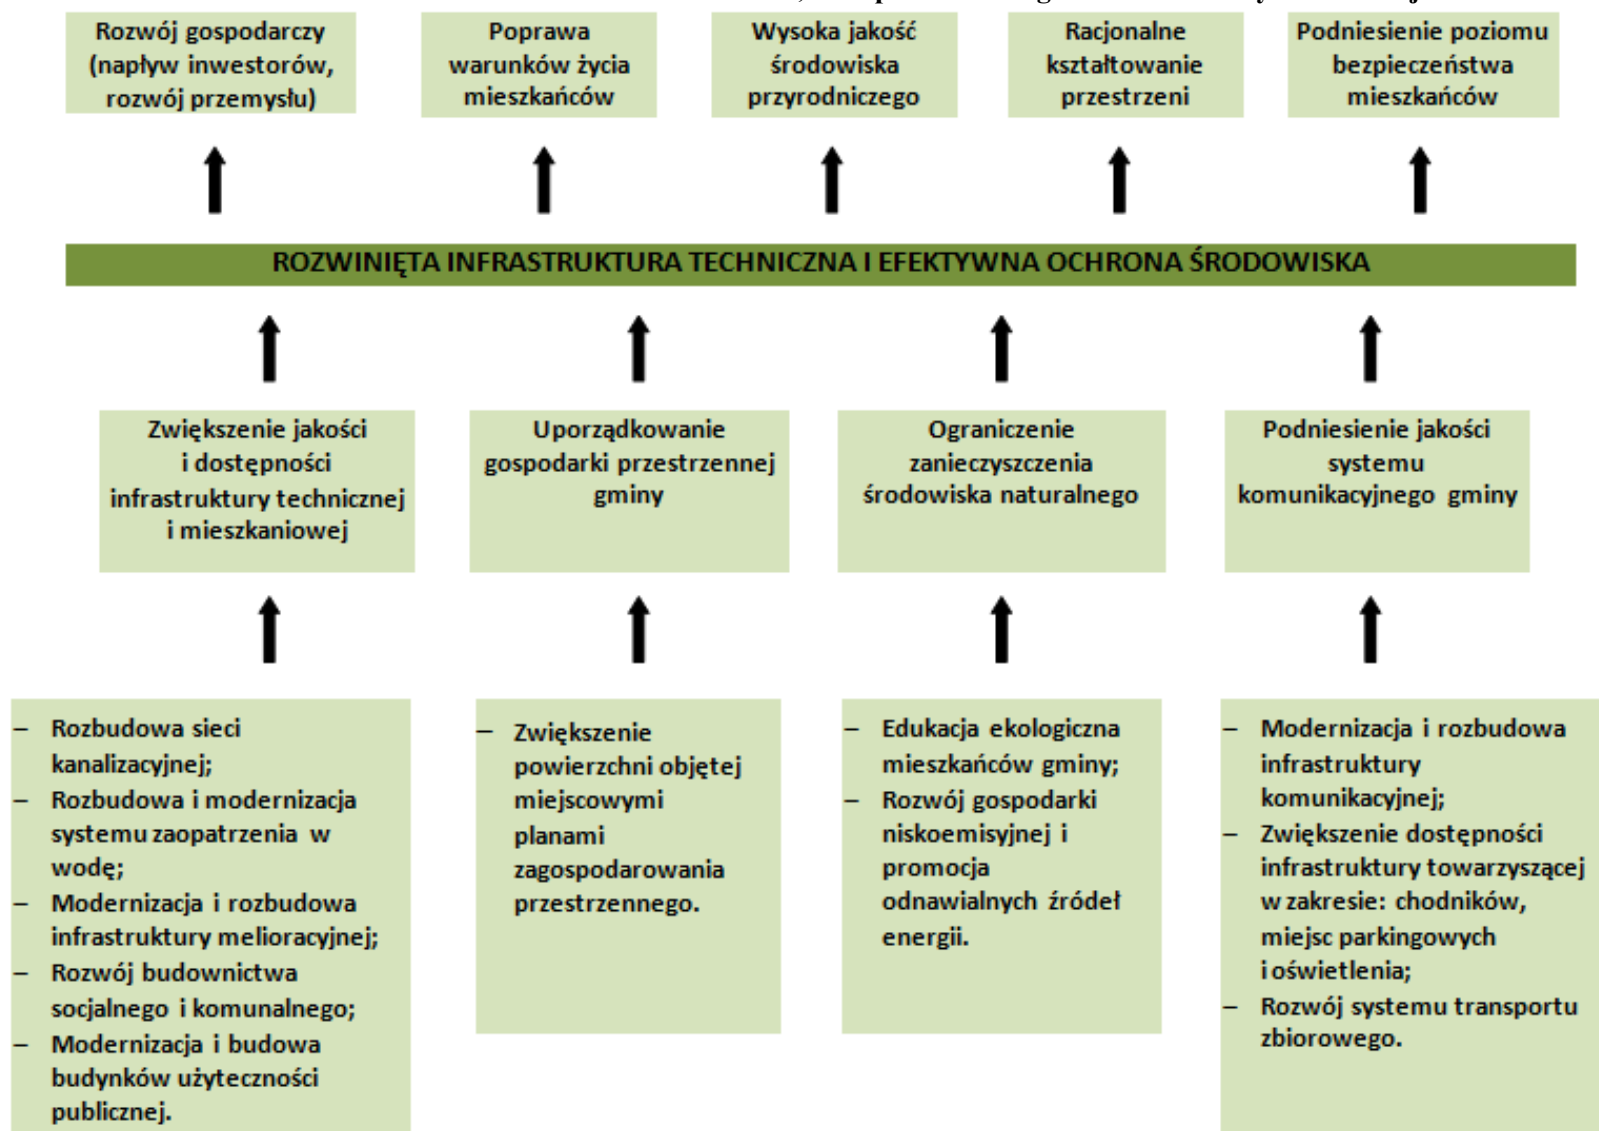 Rozwój gospodarczy
(napływ inwestorów,
rozwój przemysłu)
Poprawa
warunków życia
mieszkańców
Wysoka jakość
środowiska
przyrodniczego
Racjonalne
kształtowanie
przestrzeni
Podniesienie poziomu
bezpieczeństwa
mieszkańców
ROZWINIĘTA INFRASTRUKTURA TECHNICZNA I EFEKTYWNA OCHRONA ŚRODOWISKA
Zwiększenie jakości
i dostępności
infrastruktury technicznej
i mieszkaniowej
Uporządkowanie
gospodarki przestrzennej
gminy
Ograniczenie
zanieczyszczenia
środowiska naturalnego
Podniesienie jakości
systemu
komunikacyjnego gminy
– Rozbudowa sieci
kanalizacyjnej;
– Rozbudowa i modernizacja
systemu zaopatrzenia w
wodę;
– Modernizacja i rozbudowa
infrastruktury melioracyjnej;
– Rozwój budownictwa
socjalnego i komunalnego;
– Modernizacja i budowa
budynków użyteczności
publicznej.
– Zwiększenie
powierzchni objętej
miejscowymi
planami
zagospodarowania
przestrzennego.
– Edukacja ekologiczna
mieszkańców gminy;
– Rozwój gospodarki
niskoemisyjnej i
promocja
odnawialnych źródeł
energii.
– Modernizacja i rozbudowa
infrastruktury
komunikacyjnej;
– Zwiększenie dostępności
infrastruktury towarzyszącej
w zakresie: chodników,
miejsc parkingowych
i oświetlenia;
– Rozwój systemu transportu
zbiorowego.